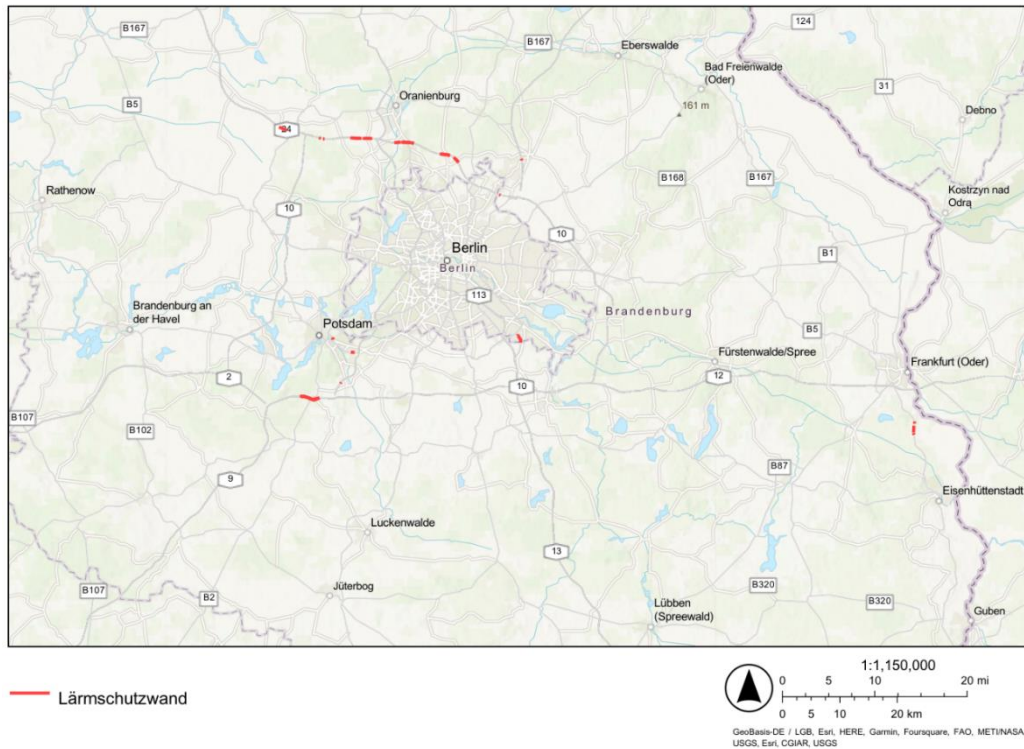 B167
124
B167
Eberswalde
Bad Freienwalde
(Oder)
31
B5
Oranienburg
161 m
Debno
24
Rathenow
B168
B167
Kostrzyn nad
Odrą
10
10
Berlin
Berlin
B1
113
Brandenburg an
der Havel
Brandenburg
Potsdam
B5
Fürstenwalde/Spree
Frankfurt (Oder)
2
12
10
B107
B102
B87
9
Eisenhüttenstadt
Luckenwalde
13
B107
B2
Jüterbog
B320
B320
Lübben
(Spreewald)
Guben
Lärmschutzwand
1:1,150,000
0 5 10 20 mi
0 5 10 20 km
GeoBasis-DE / LGB, Esri, HERE, Garmin, Foursquare, FAO, METI/NASA,
USGS, Esri, CGIAR, USGS